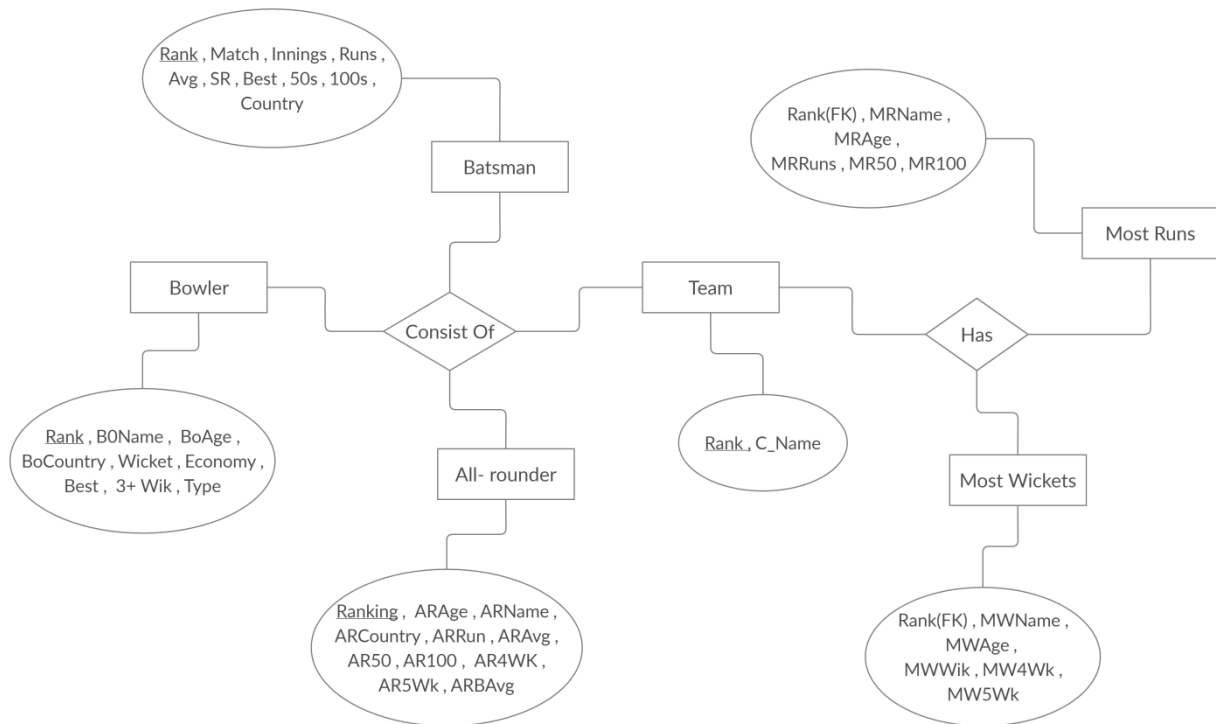 Rank , Match , Innings , Runs ,
Avg , SR , Best , 50s , 100s ,
Country
Batsman
Rank(FK) , MRName ,
MRAge ,
MRRuns , MR50 , MR100
Most Runs
Bowler
Team
Consist Of
Has
Rank , B0Name , BoAge ,
BoCountry , Wicket , Economy ,
Best , 3+ Wik , Type
Rank , C_Name
All- rounder
Most Wickets
Ranking , ARAge , ARName ,
ARCountry , ARRun , ARAvg ,
AR50 , AR100 , AR4WK ,
AR5Wk , ARBAvg
Rank(FK) , MWName ,
MWAge ,
MWWik , MW4Wk ,
MW5Wk